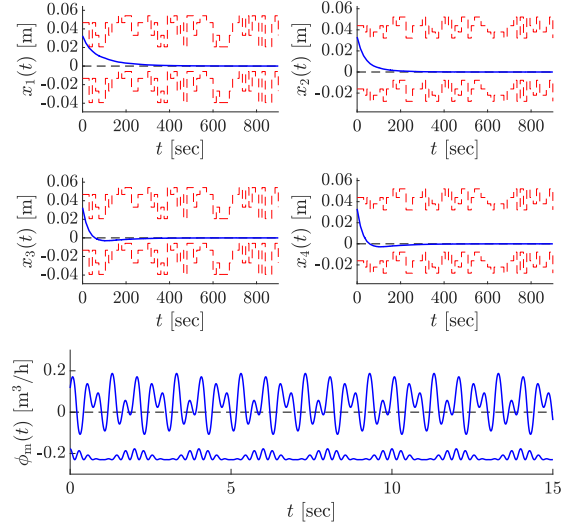 0.06 0.04 0.02 0 -0.02 -0.04
x₁(t) [m]
0 200 400 600 800
t [sec]
0.06 0.04 0.02 0 -0.02
x₂(t) [m]
0 200 400 600 800
t [sec]
0.06 0.04 0.02 0 -0.02 -0.04
x₃(t) [m]
0 200 400 600 800
t [sec]
0.06 0.04 0.02 0 -0.02
x₄(t) [m]
0 200 400 600 800
t [sec]
0.2 0 -0.2
ϕₘ(t) [m³/h]
0 5 10 15
t [sec]